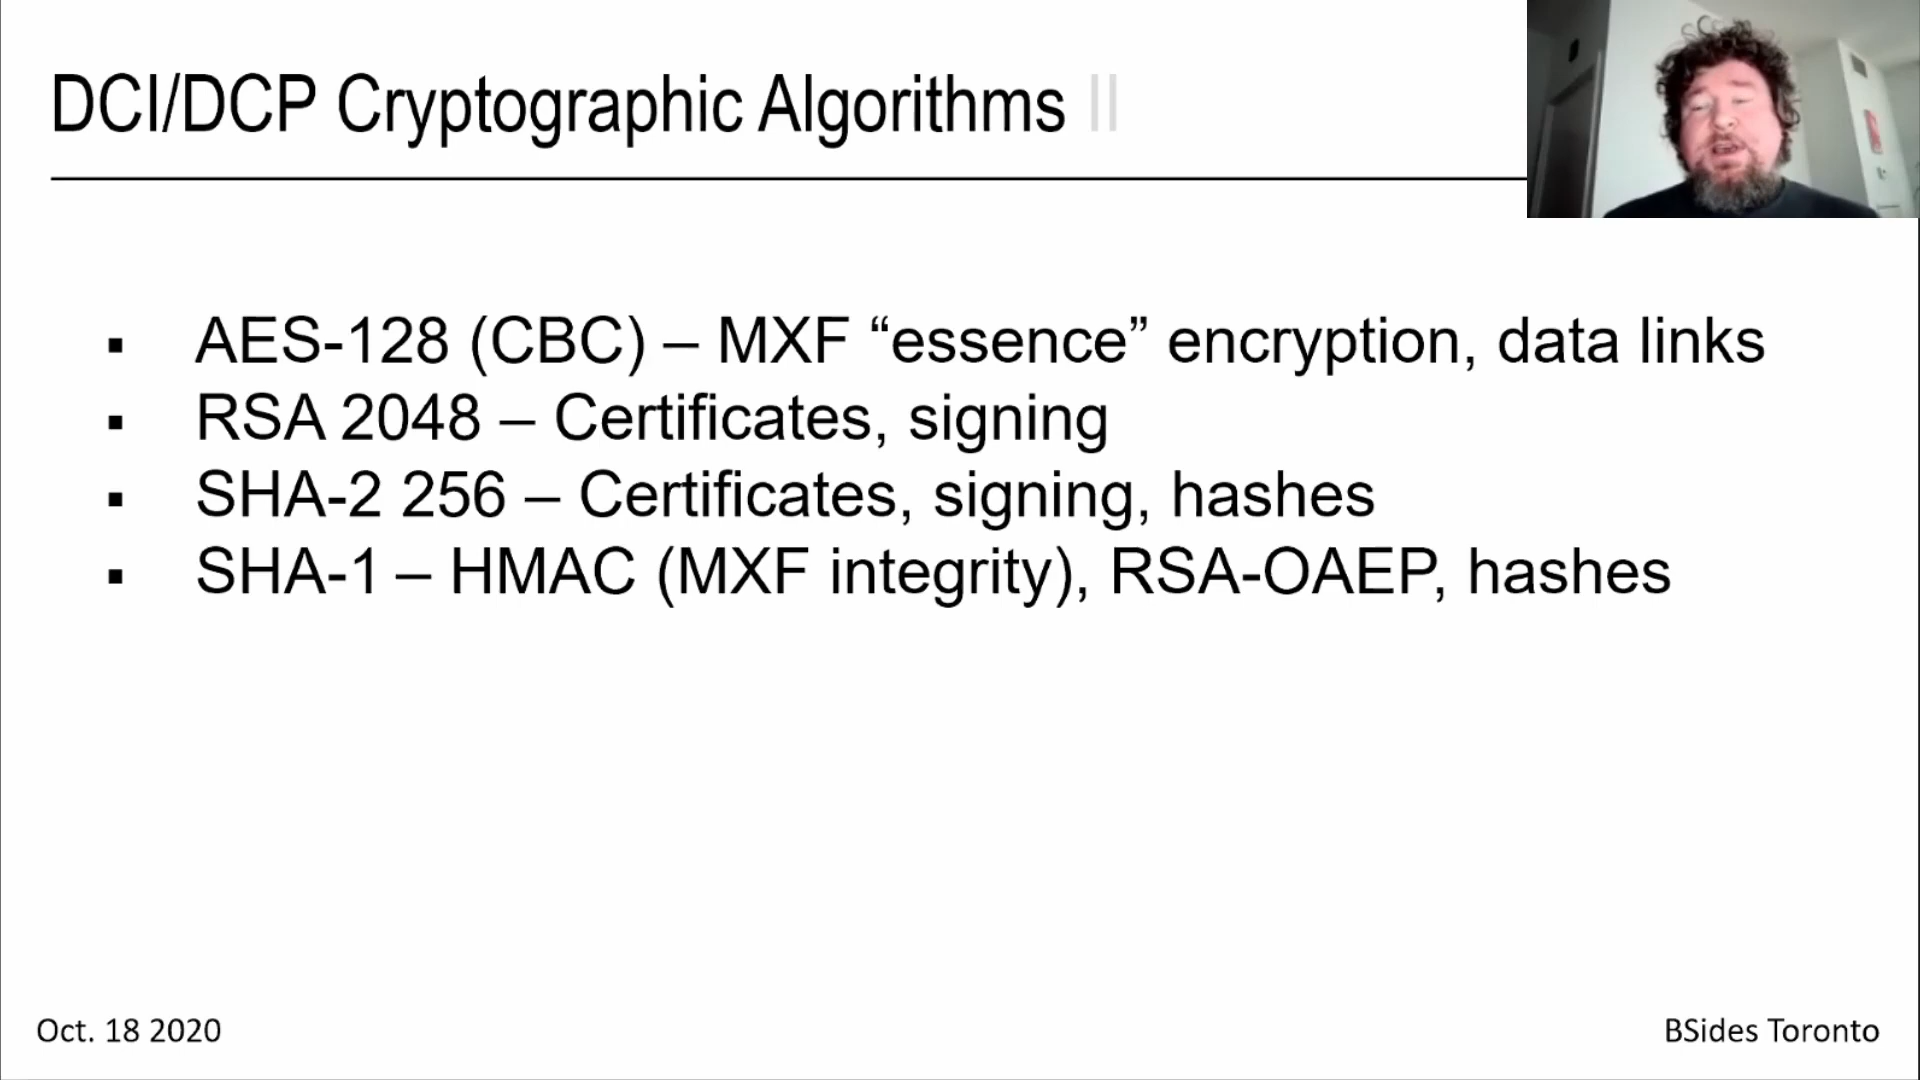 DCI/DCP Cryptographic Algorithms II
▪ AES-128 (CBC) – MXF “essence” encryption, data links
▪ RSA 2048 – Certificates, signing
▪ SHA-2 256 – Certificates, signing, hashes
▪ SHA-1 – HMAC (MXF integrity), RSA-OAEP, hashes
Oct. 18 2020
BSides Toronto